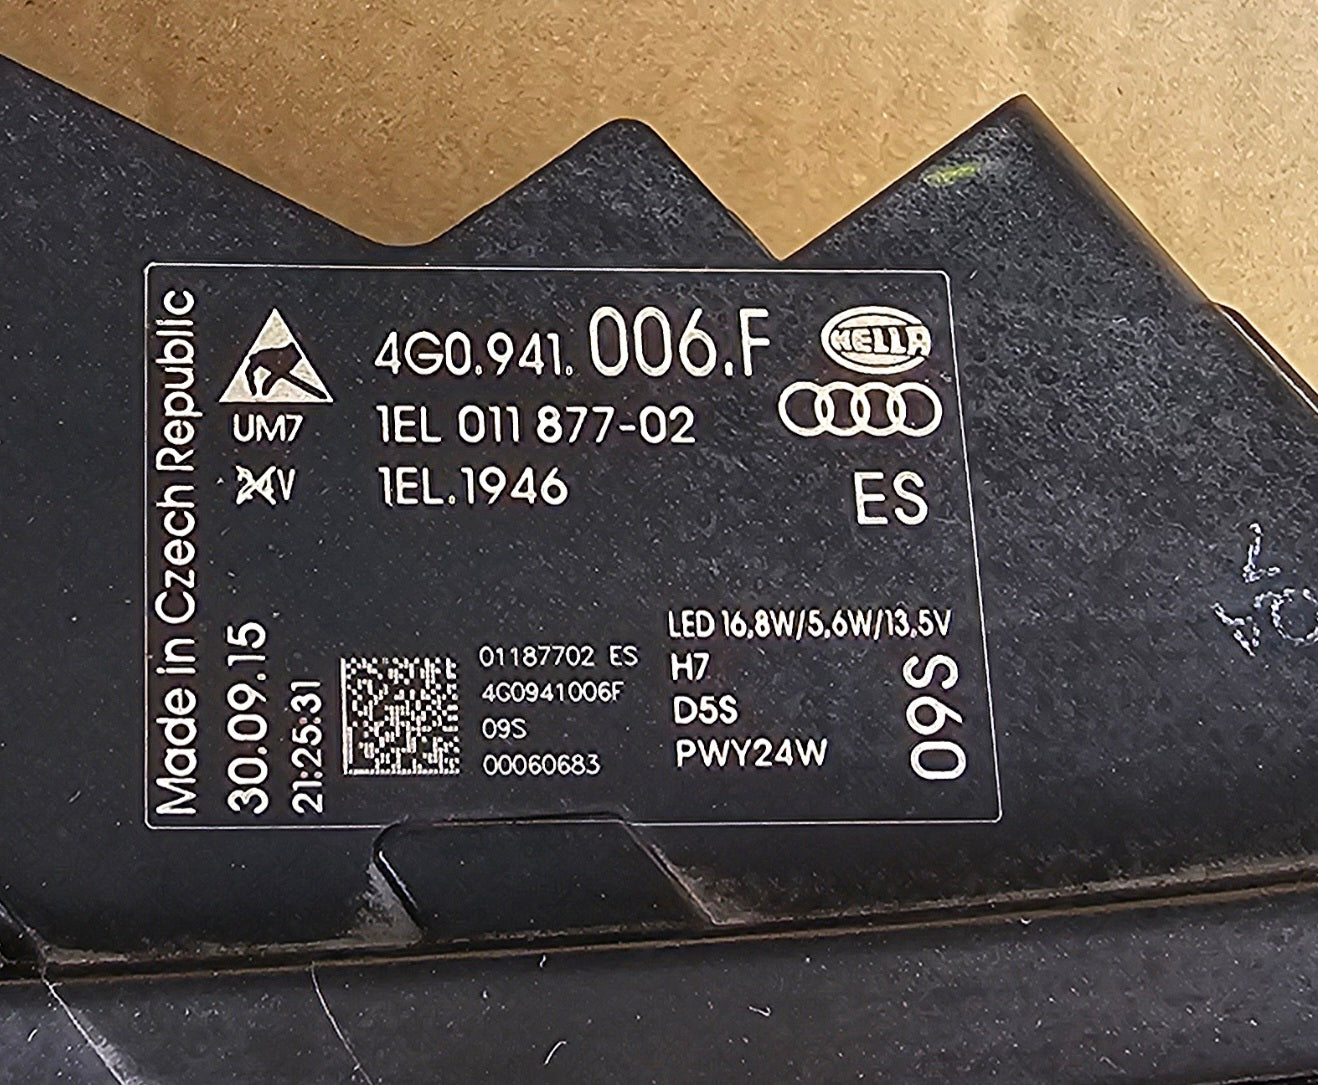 Made in Czech Republic
4G0.941.006.F
HELLA
UM7
1EL 011 877-02
24V
1EL.1946
ES
30.09.15
21:25:31
01187702 ES
4G0941006F
09S
00060683
LED 16,8W/5,6W/13,5V
H7
D5S
PWY24W
09S